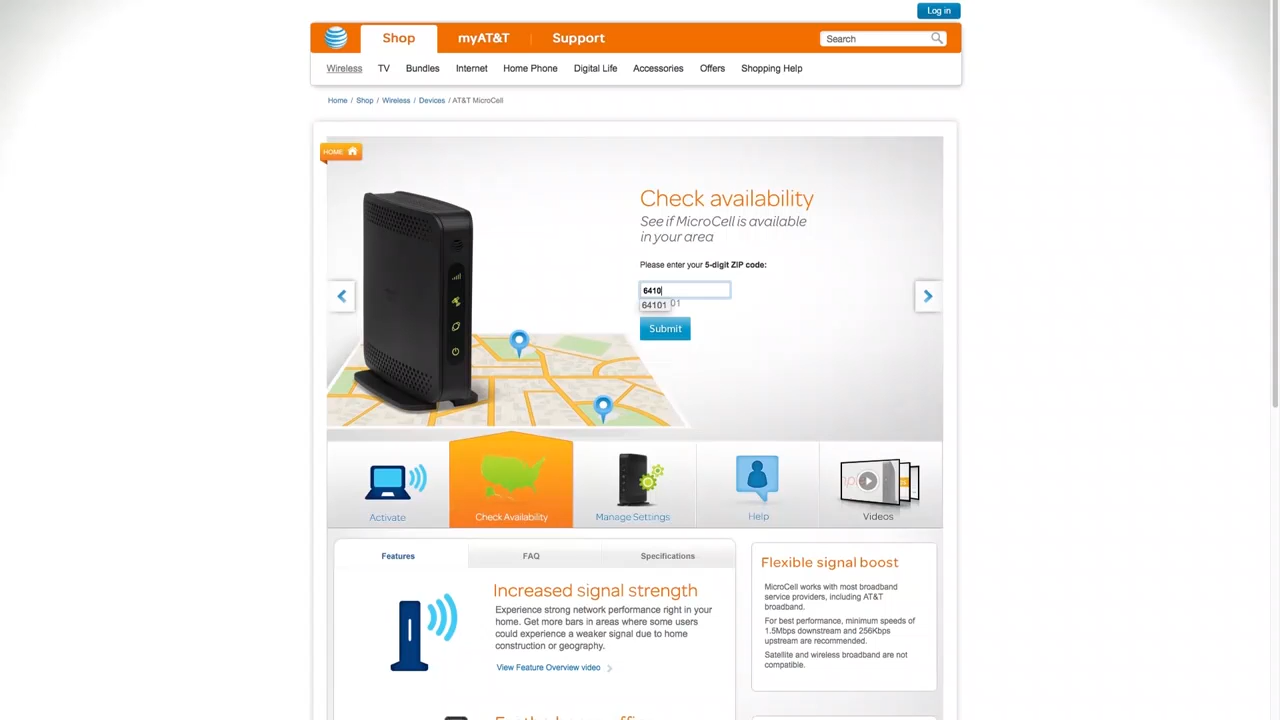 Log in
Shop
myAT&T
Support
Search
Wireless
TV
Bundles
Internet
Home Phone
Digital Life
Accessories
Offers
Shopping Help
Home / Shop / Wireless / Devices / AT&T MicroCell
HOME
Check availability
See if MicroCell is available
in your area
Please enter your 5-digit ZIP code:
6410
64101
01
Submit
Activate
Check Availability
Manage Settings
Help
Videos
Features
FAQ
Specifications
Increased signal strength
Experience strong network performance right in your
home. Get more bars in areas where some users
could experience a weaker signal due to home
construction or geography.
View Feature Overview video
Flexible signal boost
MicroCell works with most broadband
service providers, including AT&T
broadband.
For best performance, minimum speeds of
1.5Mbps downstream and 256Kbps
upstream are recommended.
Satellite and wireless broadband are not
compatible.